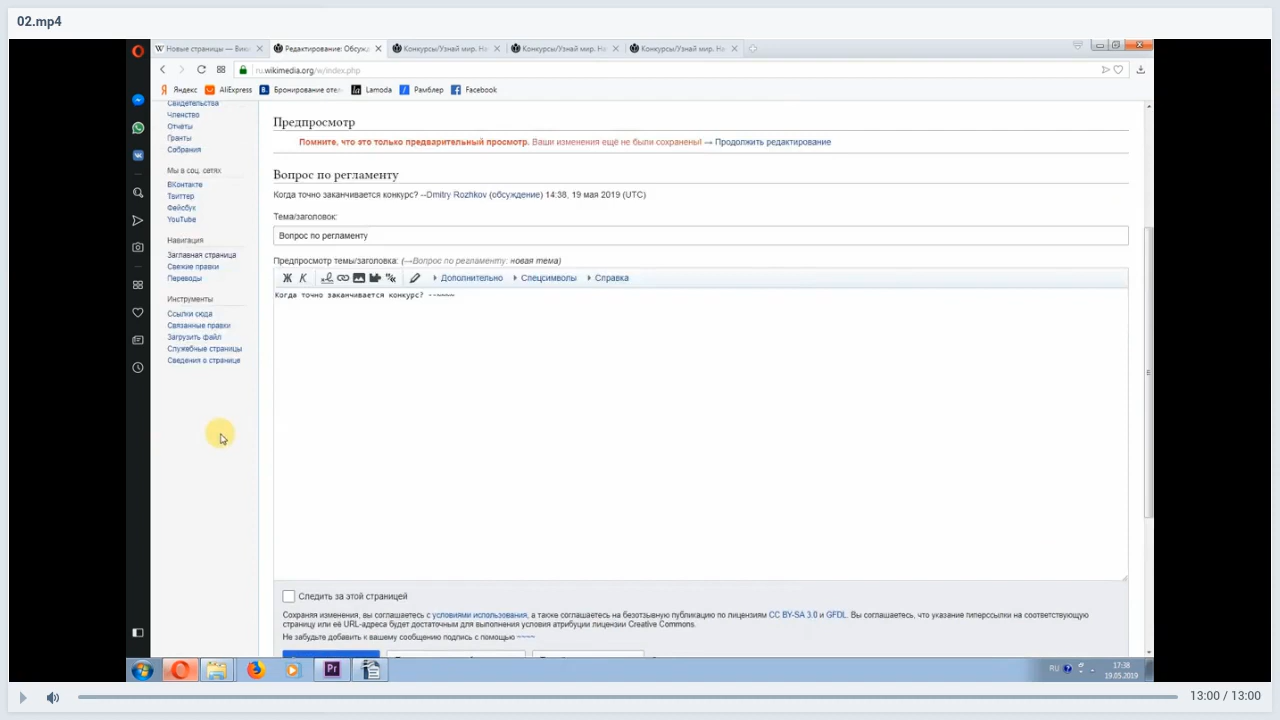 02.mp4
Новые страницы — Вики
Редактирование: Обсужд
Конкурсы/Узнай мир. На
Конкурсы/Узнай мир. На
Конкурсы/Узнай мир. На
ru.wikimedia.org/w/index.php
Яндекс
AliExpress
Бронирование отеле
Lamoda
Рамблер
Facebook
Свидетельства
Членство
Отчёты
Гранты
Собрания
Мы в соц. сетях
ВКонтакте
Твиттер
Фейсбук
YouTube
Навигация
Заглавная страница
Свежие правки
Переводы
Инструменты
Ссылки сюда
Связанные правки
Загрузить файл
Служебные страницы
Сведения о странице
Предпросмотр
Помните, что это только предварительный просмотр. Ваши изменения ещё не были сохранены! → Продолжить редактирование
Вопрос по регламенту
Когда точно заканчивается конкурс? --Dmitry Rozhkov (обсуждение) 14:38, 19 мая 2019 (UTC)
Тема/заголовок:
Вопрос по регламенту
Предпросмотр темы/заголовка: (→Вопрос по регламенту: новая тема)
Ж К Дополнительно Спецсимволы Справка
Когда точно заканчивается конкурс? --~~~~
Следить за этой страницей
Сохраняя изменения, вы соглашаетесь с условиями использования, а также соглашаетесь на безотзывную публикацию по лицензиям CC BY-SA 3.0 и GFDL. Вы соглашаетесь, что указание гиперссылки на соответствующую
страницу или её URL-адреса будет достаточным для выполнения условия атрибуции лицензии Creative Commons.
Не забудьте добавить к вашему сообщению подпись с помощью ~~~~
Pr
RU
17:38
19.05.2019
13:00 / 13:00